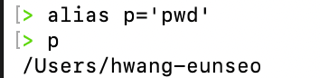 [> alias p='pwd'
[> p
/Users/hwang-eunseo